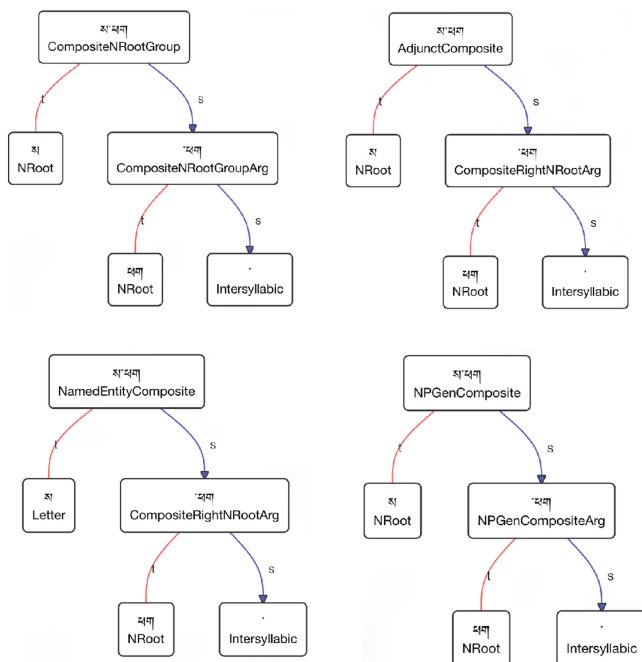 ས་ཕག
CompositeNRootGroup
t
s
ས
NRoot
་ཕག
CompositeNRootGroupArg
t
s
ཕག
NRoot
་
Intersyllabic
ས་ཕག
AdjunctComposite
t
s
ས
NRoot
་ཕག
CompositeRightNRootArg
t
s
ཕག
NRoot
་
Intersyllabic
ས་ཕག
NamedEntityComposite
t
s
ས
Letter
་ཕག
CompositeRightNRootArg
t
s
ཕག
NRoot
་
Intersyllabic
ས་ཕག
NPGenComposite
t
s
ས
NRoot
་ཕག
NPGenCompositeArg
t
s
ཕག
NRoot
་
Intersyllabic